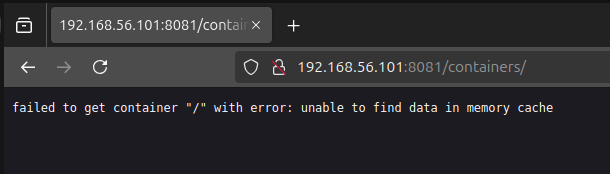 192.168.56.101:8081/contain
192.168.56.101:8081/containers/
failed to get container "/" with error: unable to find data in memory cache